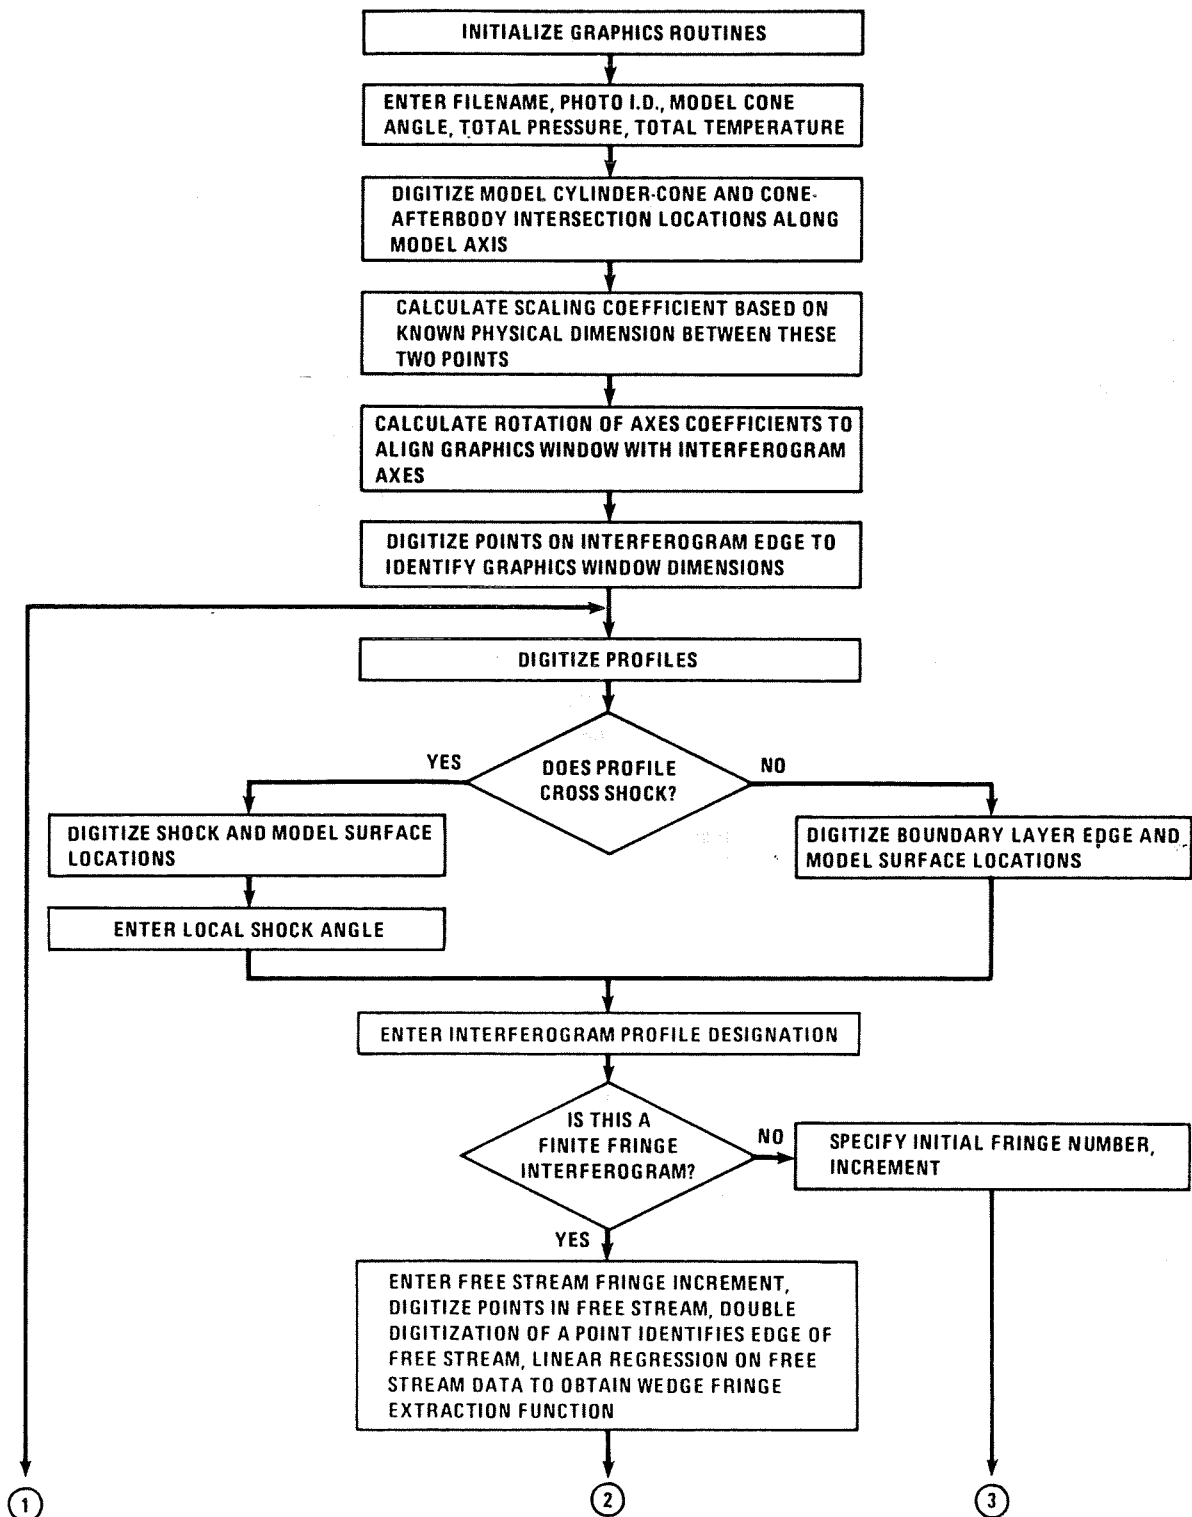 INITIALIZE GRAPHICS ROUTINES
ENTER FILENAME, PHOTO I.D., MODEL CONE
ANGLE, TOTAL PRESSURE, TOTAL TEMPERATURE
DIGITIZE MODEL CYLINDER-CONE AND CONE-
AFTERBODY INTERSECTION LOCATIONS ALONG
MODEL AXIS
CALCULATE SCALING COEFFICIENT BASED ON
KNOWN PHYSICAL DIMENSION BETWEEN THESE
TWO POINTS
CALCULATE ROTATION OF AXES COEFFICIENTS TO
ALIGN GRAPHICS WINDOW WITH INTERFEROGRAM
AXES
DIGITIZE POINTS ON INTERFEROGRAM EDGE TO
IDENTIFY GRAPHICS WINDOW DIMENSIONS
DIGITIZE PROFILES
YES
DOES PROFILE
CROSS SHOCK?
NO
DIGITIZE SHOCK AND MODEL SURFACE
LOCATIONS
DIGITIZE BOUNDARY LAYER EDGE AND
MODEL SURFACE LOCATIONS
ENTER LOCAL SHOCK ANGLE
ENTER INTERFEROGRAM PROFILE DESIGNATION
IS THIS A
FINITE FRINGE
INTERFEROGRAM?
NO
SPECIFY INITIAL FRINGE NUMBER,
INCREMENT
YES
ENTER FREE STREAM FRINGE INCREMENT,
DIGITIZE POINTS IN FREE STREAM, DOUBLE
DIGITIZATION OF A POINT IDENTIFIES EDGE OF
FREE STREAM, LINEAR REGRESSION ON FREE
STREAM DATA TO OBTAIN WEDGE FRINGE
EXTRACTION FUNCTION
1
2
3